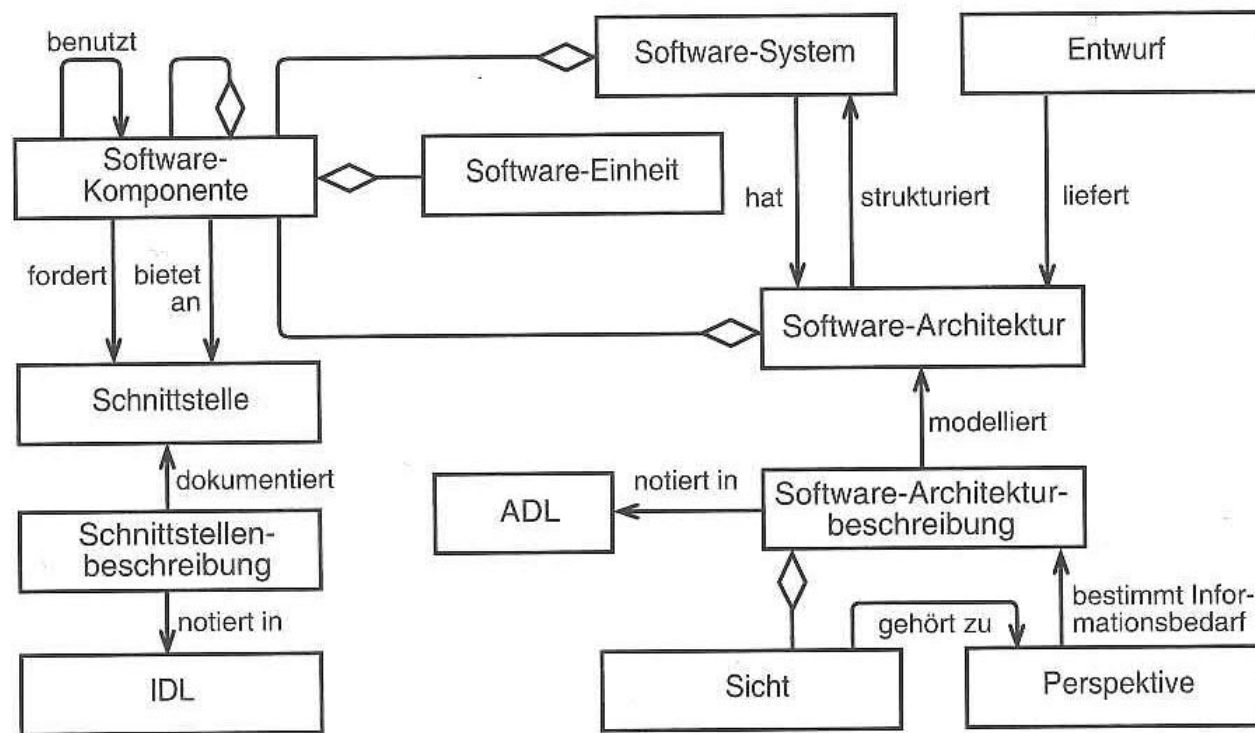 benutzt
Software-System
Entwurf
Software-
Komponente
Software-Einheit
hat
strukturiert
liefert
fordert
bietet
an
Software-Architektur
Schnittstelle
modelliert
dokumentiert
notiert in
ADL
Software-Architektur-
beschreibung
Schnittstellen-
beschreibung
notiert in
gehört zu
bestimmt Infor-
mationsbedarf
IDL
Sicht
Perspektive